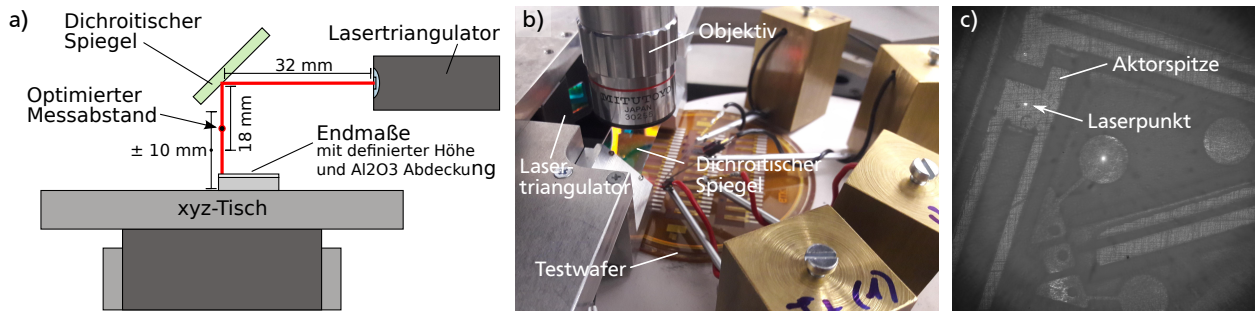 a)
Dichroitischer
Spiegel
Lasertriangulator
32 mm
Optimierter
Messabstand
18 mm
± 10 mm
Endmaße
mit definierter Höhe
und Al2O3 Abdeckung
xyz-Tisch
b)
Objektiv
MITUTOYO
JAPAN
Laser-
triangulator
Dichroitischer
Spiegel
Testwafer
(1)
c)
Aktorspitze
Laserpunkt